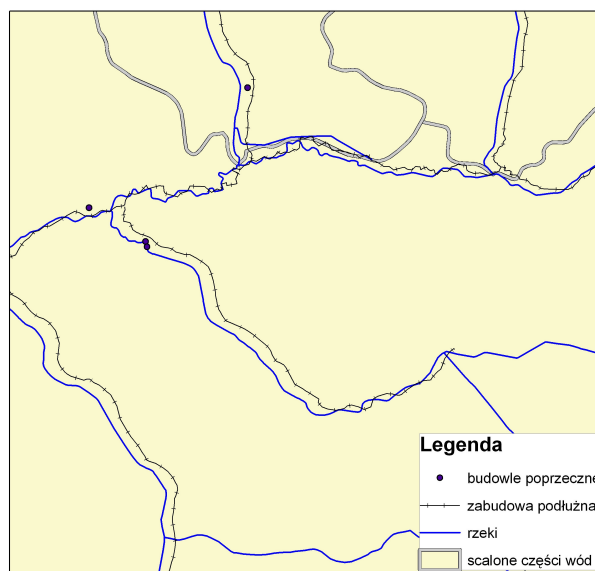 Legenda
budowle poprzeczne
zabudowa podłużna
rzeki
scalone części wód